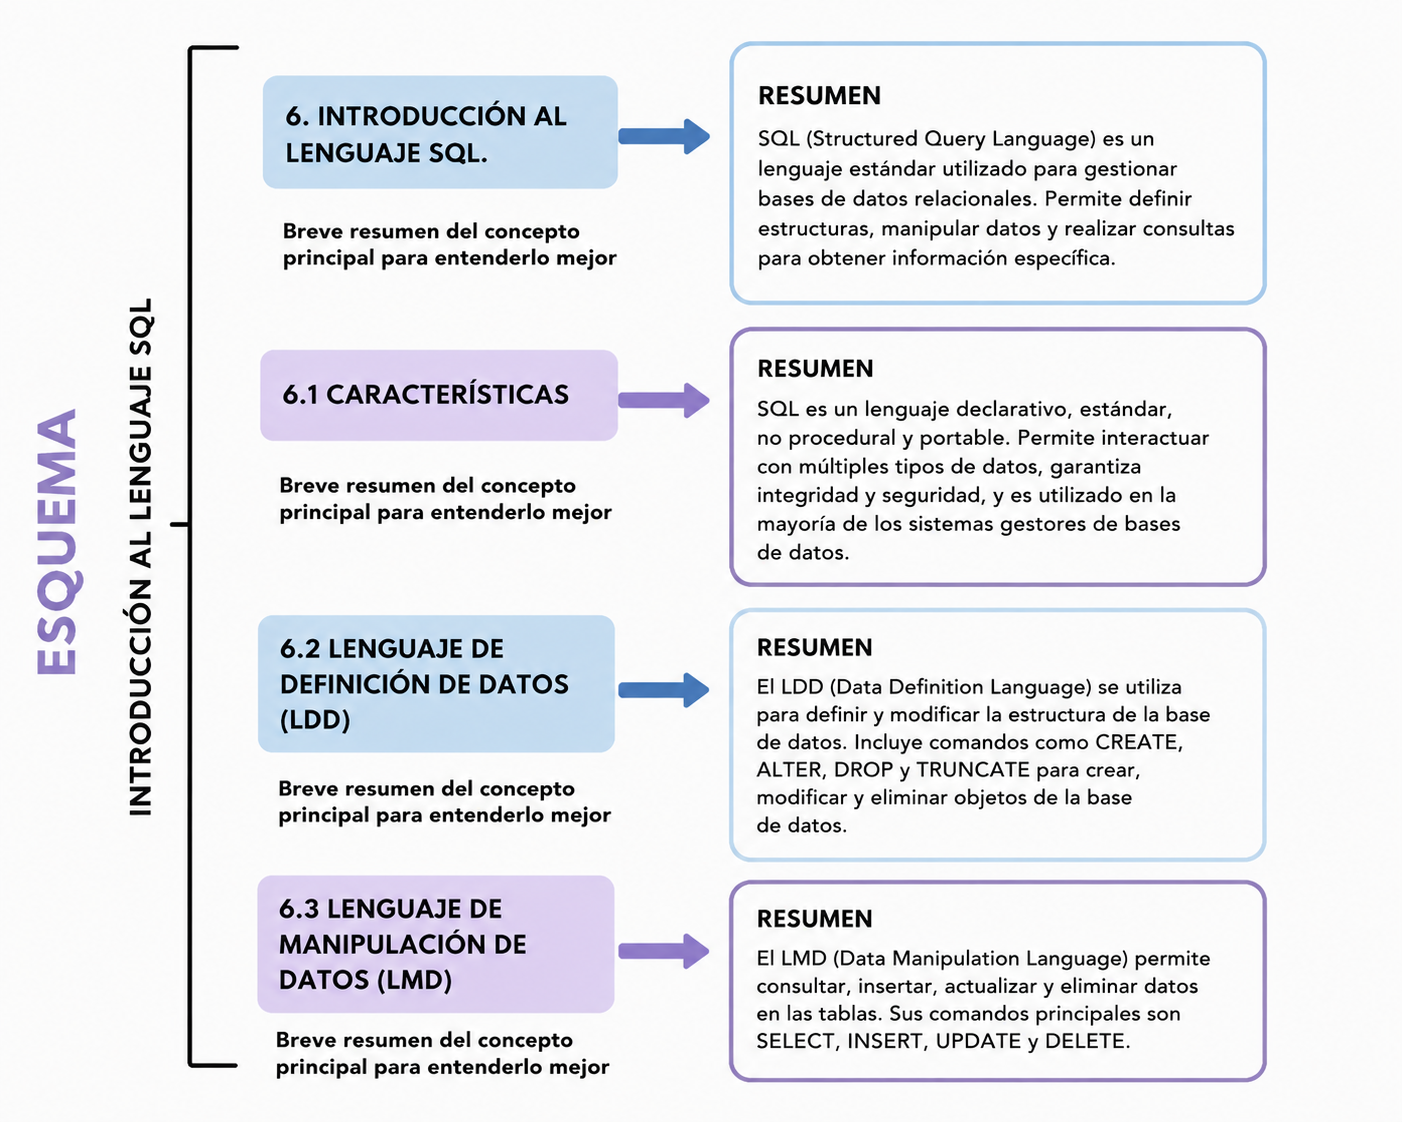 ESQUEMA
INTRODUCCIÓN AL LENGUAJE SQL
6. INTRODUCCIÓN AL
LENGUAJE SQL.
Breve resumen del concepto
principal para entenderlo mejor
RESUMEN
SQL (Structured Query Language) es un
lenguaje estándar utilizado para gestionar
bases de datos relacionales. Permite definir
estructuras, manipular datos y realizar consultas
para obtener información específica.
6.1 CARACTERÍSTICAS
Breve resumen del concepto
principal para entenderlo mejor
RESUMEN
SQL es un lenguaje declarativo, estándar,
no procedural y portable. Permite interactuar
con múltiples tipos de datos, garantiza
integridad y seguridad, y es utilizado en la
mayoría de los sistemas gestores de bases
de datos.
6.2 LENGUAJE DE
DEFINICIÓN DE DATOS
(LDD)
Breve resumen del concepto
principal para entenderlo mejor
RESUMEN
El LDD (Data Definition Language) se utiliza
para definir y modificar la estructura de la base
de datos. Incluye comandos como CREATE,
ALTER, DROP y TRUNCATE para crear,
modificar y eliminar objetos de la base
de datos.
6.3 LENGUAJE DE
MANIPULACIÓN DE
DATOS (LMD)
Breve resumen del concepto
principal para entenderlo mejor
RESUMEN
El LMD (Data Manipulation Language) permite
consultar, insertar, actualizar y eliminar datos
en las tablas. Sus comandos principales son
SELECT, INSERT, UPDATE y DELETE.